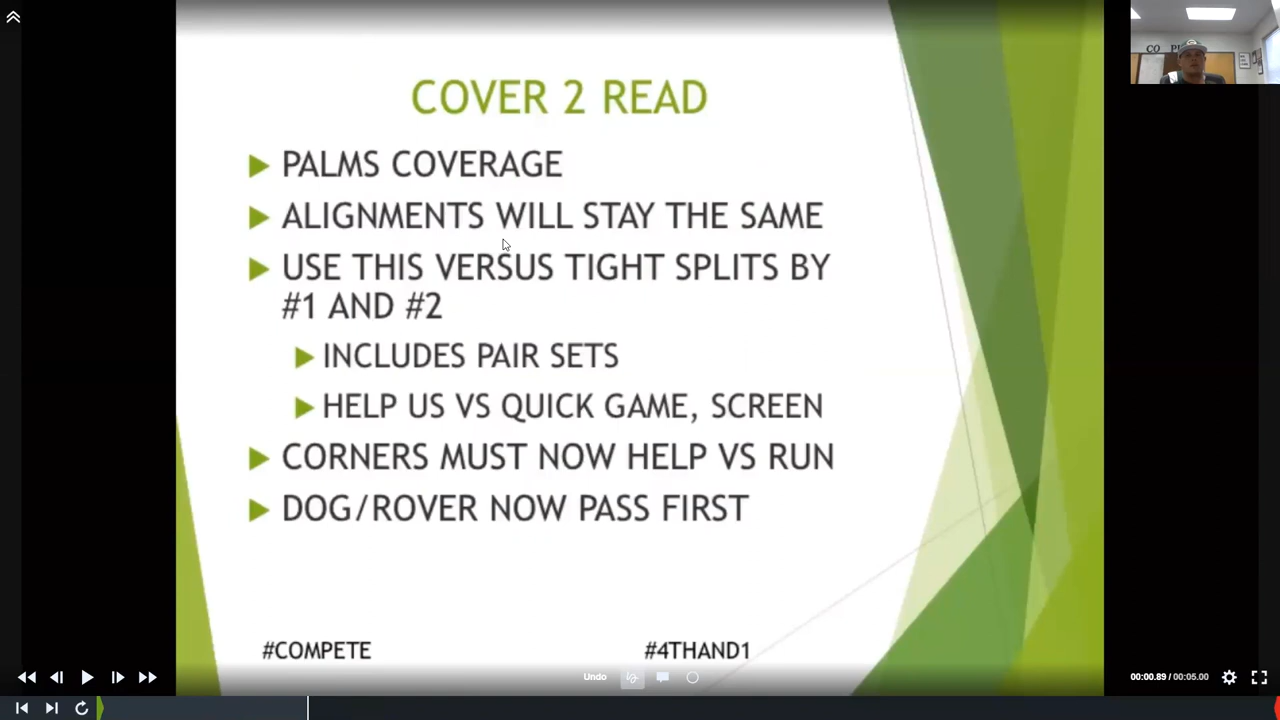 COVER 2 READ
PALMS COVERAGE
ALIGNMENTS WILL STAY THE SAME
USE THIS VERSUS TIGHT SPLITS BY
#1 AND #2
INCLUDES PAIR SETS
HELP US VS QUICK GAME, SCREEN
CORNERS MUST NOW HELP VS RUN
DOG/ROVER NOW PASS FIRST
#COMPETE #4THAND1
Undo
00:00.89 / 00:05.00